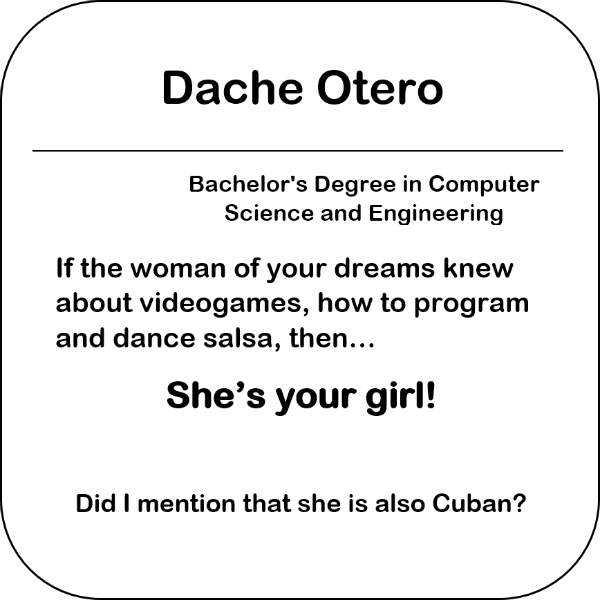 Dache Otero
Bachelor's Degree in Computer
Science and Engineering
If the woman of your dreams knew
about videogames, how to program
and dance salsa, then...
She’s your girl!
Did I mention that she is also Cuban?